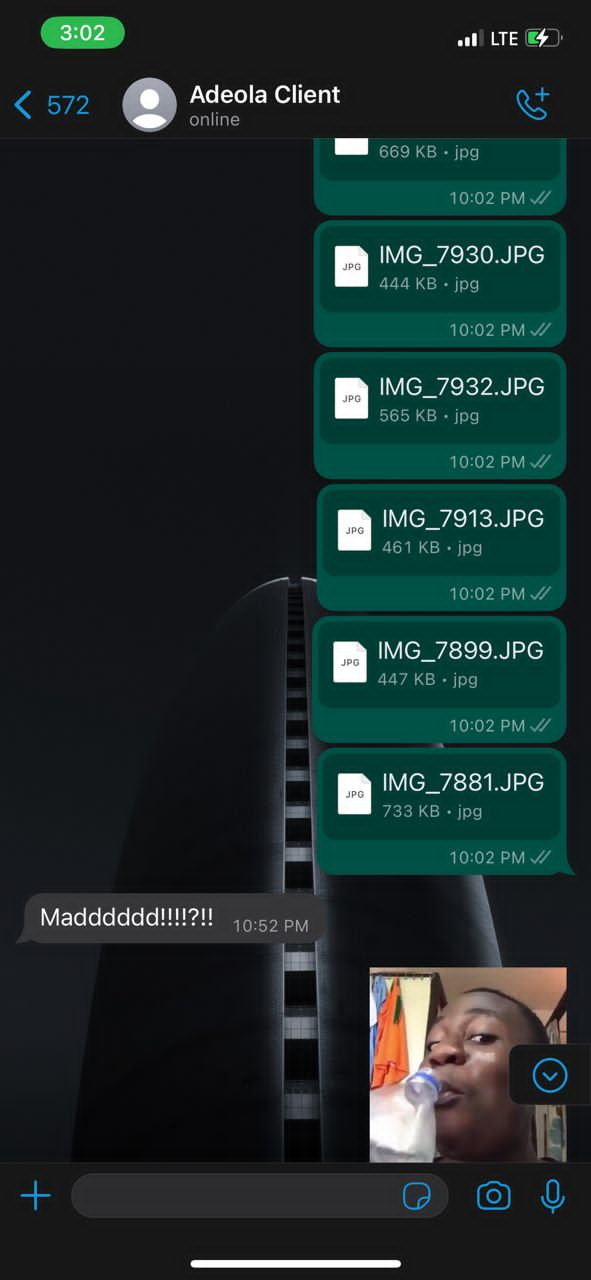 3:02
LTE
572
Adeola Client
online
669 KB • jpg
10:02 PM
JPG
IMG_7930.JPG
444 KB • jpg
10:02 PM
JPG
IMG_7932.JPG
565 KB • jpg
10:02 PM
JPG
IMG_7913.JPG
461 KB • jpg
10:02 PM
JPG
IMG_7899.JPG
447 KB • jpg
10:02 PM
JPG
IMG_7881.JPG
733 KB • jpg
10:02 PM
Madddddd!!!!?!! 10:52 PM